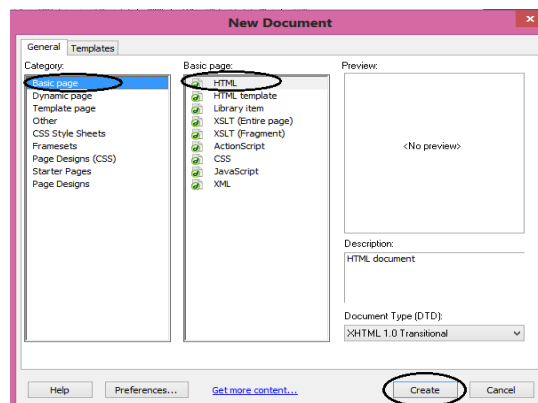 New Document
×
General Templates
Category:
Basic page
Dynamic page
Template page
Other
CSS Style Sheets
Framesets
Page Designs (CSS)
Starter Pages
Page Designs
Basic page:
HTML
HTML template
Library item
XSLT (Entire page)
XSLT (Fragment)
ActionScript
CSS
JavaScript
XML
Preview:
<No preview>
Description:
HTML document
Document Type (DTD):
XHTML 1.0 Transitional
Help Preferences... Get more content... Create Cancel